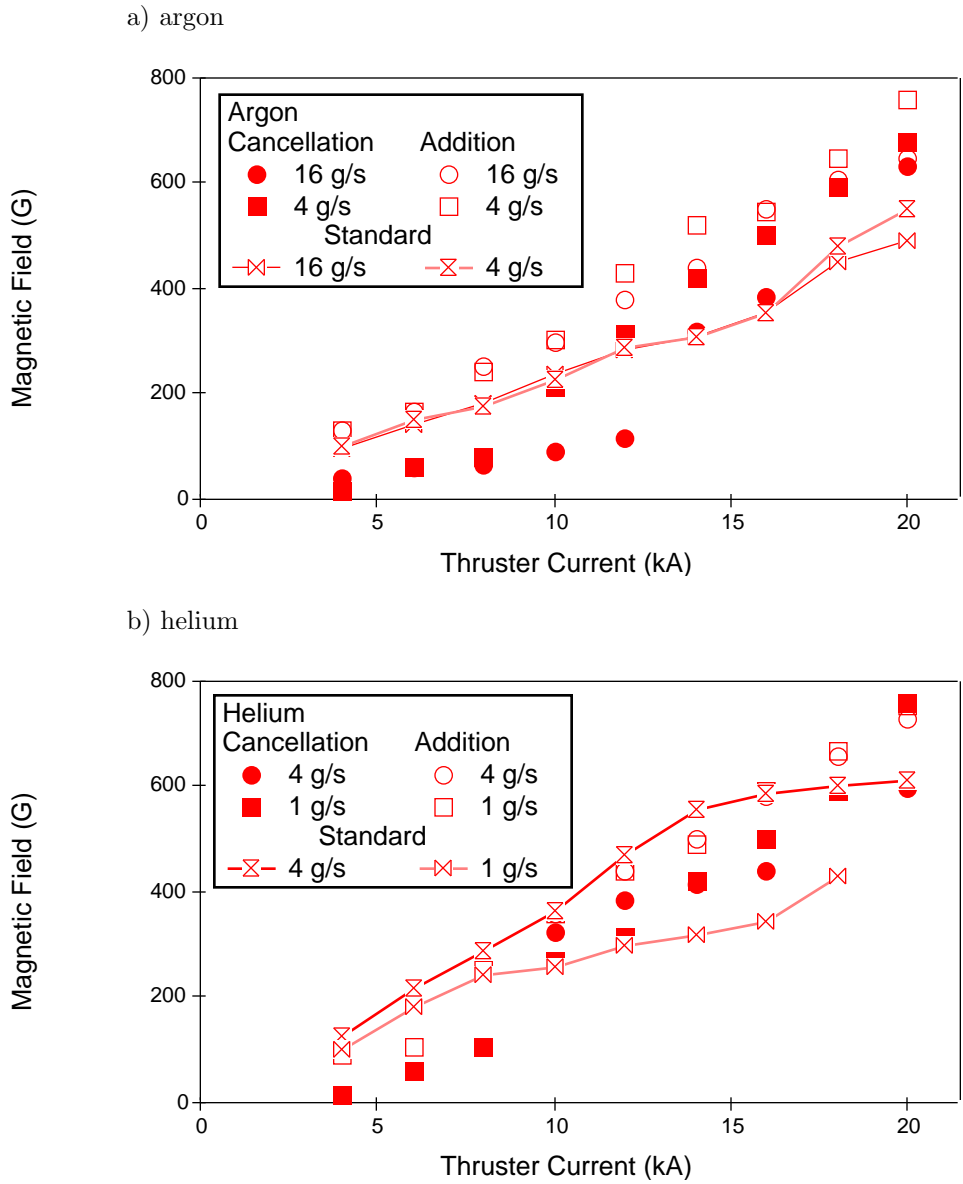 a) argon
Magnetic Field (G)
800
600
400
200
0
Argon
Cancellation Addition
16 g/s 16 g/s
4 g/s 4 g/s
Standard
16 g/s 4 g/s
0 5 10 15 20
Thruster Current (kA)
b) helium
Magnetic Field (G)
800
600
400
200
0
Helium
Cancellation Addition
4 g/s 4 g/s
1 g/s 1 g/s
Standard
4 g/s 1 g/s
0 5 10 15 20
Thruster Current (kA)